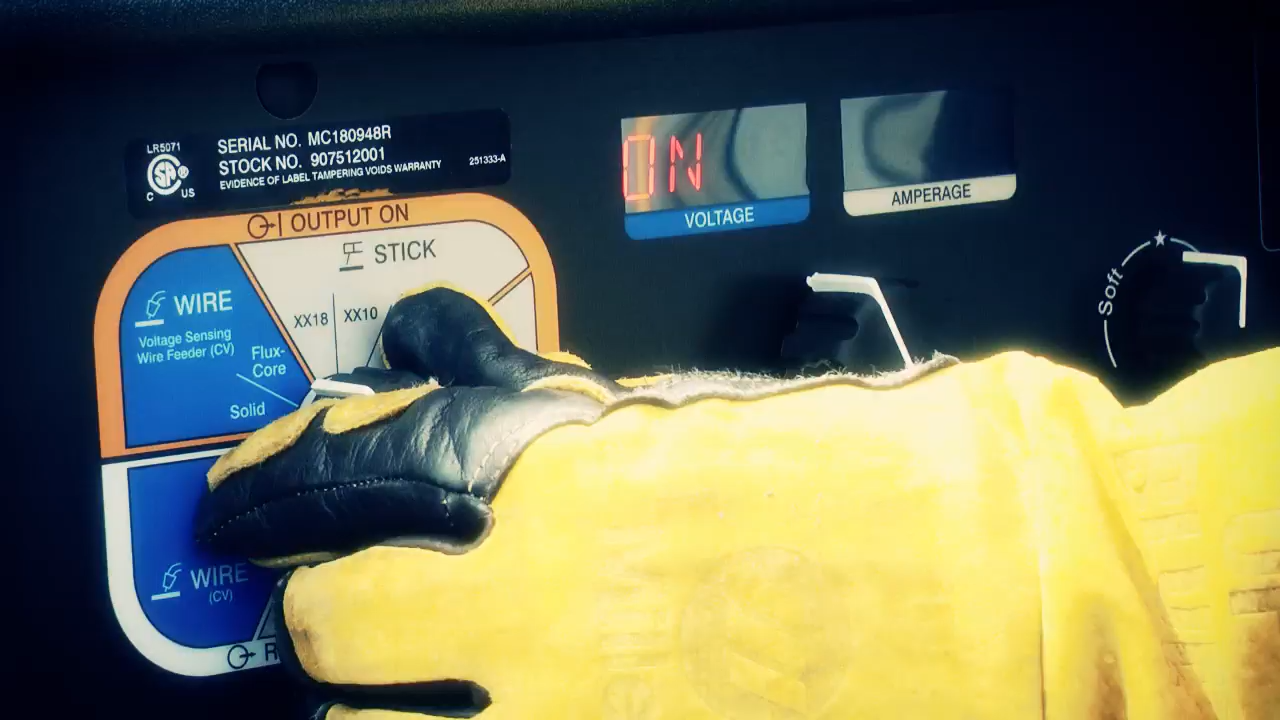 LR5071
C US
SERIAL NO. MC180948R
STOCK NO. 907512001
EVIDENCE OF LABEL TAMPERING VOIDS WARRANTY
251333-A
OUTPUT ON
STICK
XX18
XX10
WIRE
Voltage Sensing
Wire Feeder (CV)
Flux-
Core
Solid
WIRE
(CV)
ON
VOLTAGE
AMPERAGE
Soft